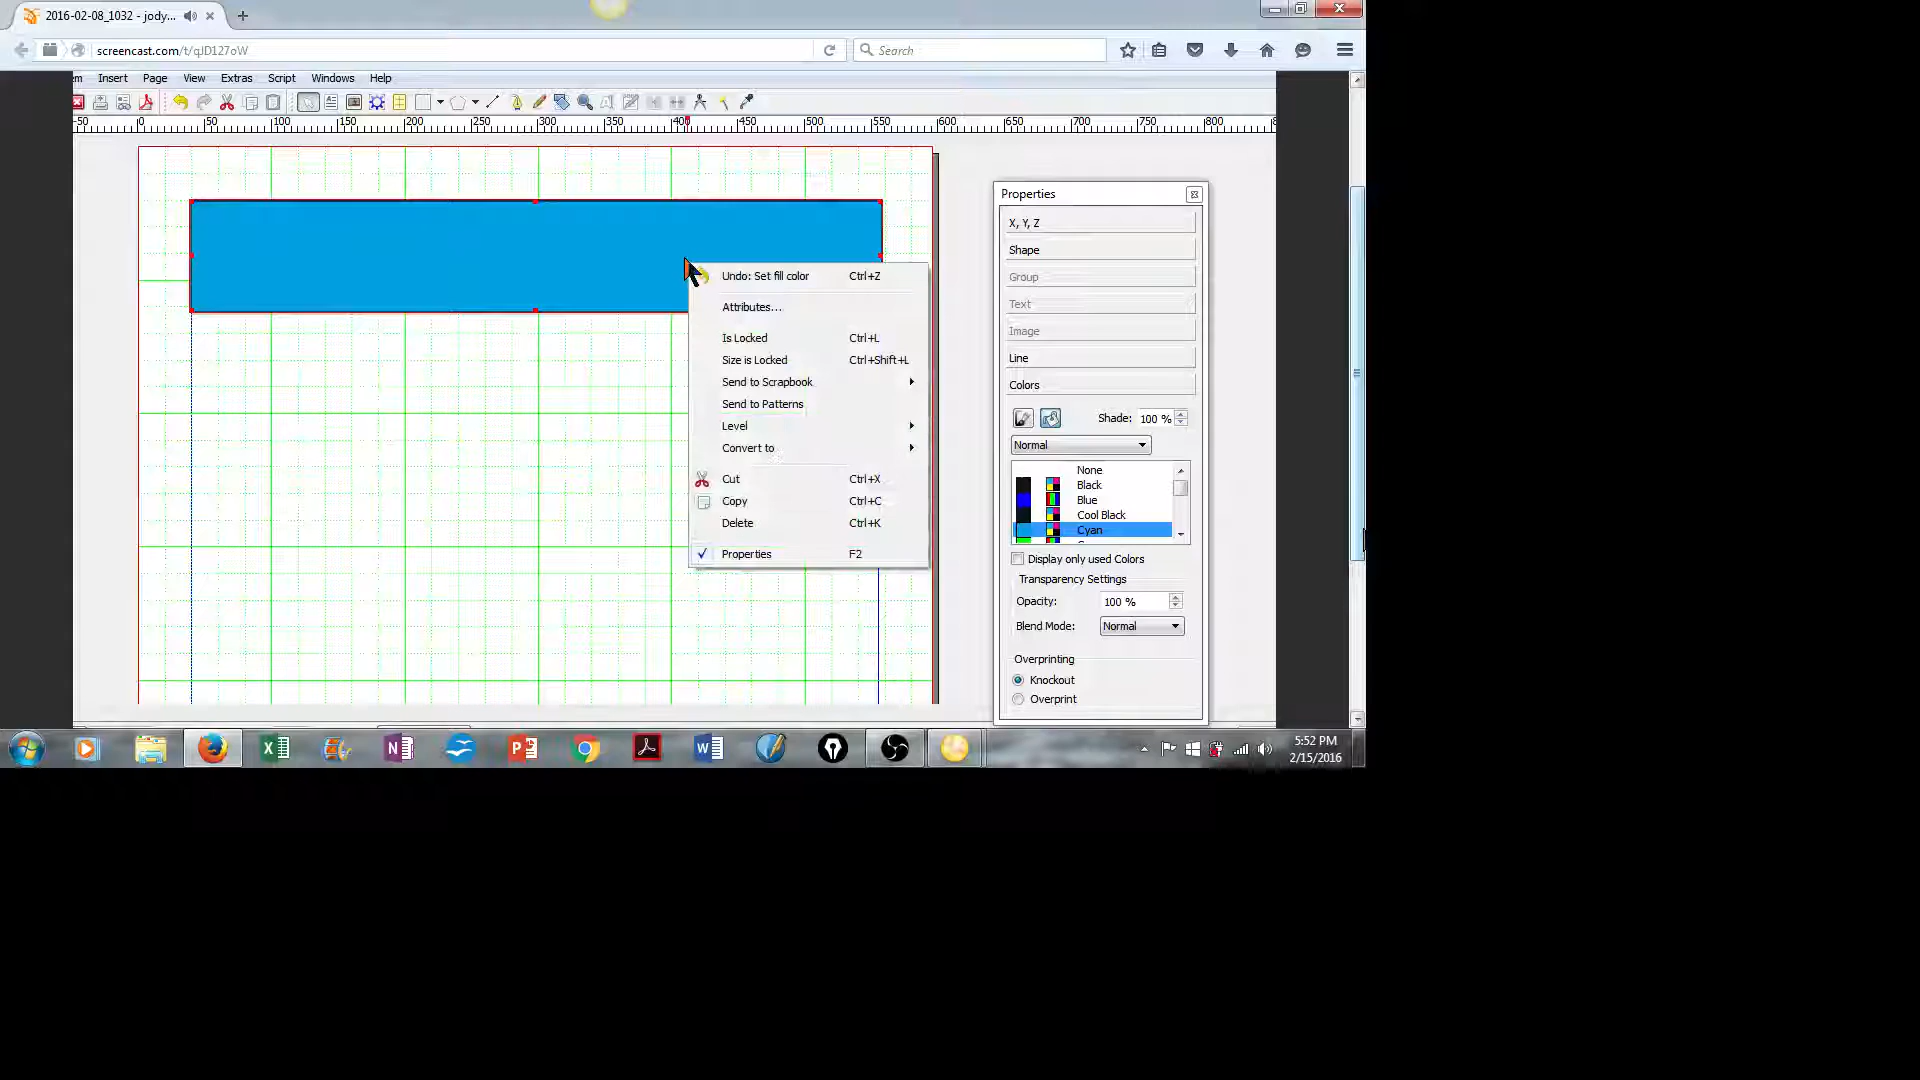 2016-02-08_1032 - jody...
screencast.com/t/qJD127oW
Search
Insert Page View Extras Script Windows Help
-50 0 50 100 150 200 250 300 350 400 450 500 550 600 650 700 750 800
Properties
X, Y, Z
Shape
Group
Text
Image
Line
Colors
Shade: 100 %
Normal
None
Black
Blue
Cool Black
Cyan
Display only used Colors
Transparency Settings
Opacity: 100 %
Blend Mode: Normal
Overprinting
Knockout
Overprint
Undo: Set fill color Ctrl+Z
Attributes...
Is Locked Ctrl+L
Size is Locked Ctrl+Shift+L
Send to Scrapbook
Send to Patterns
Level
Convert to
Cut Ctrl+X
Copy Ctrl+C
Delete Ctrl+K
Properties F2
5:52 PM
2/15/2016